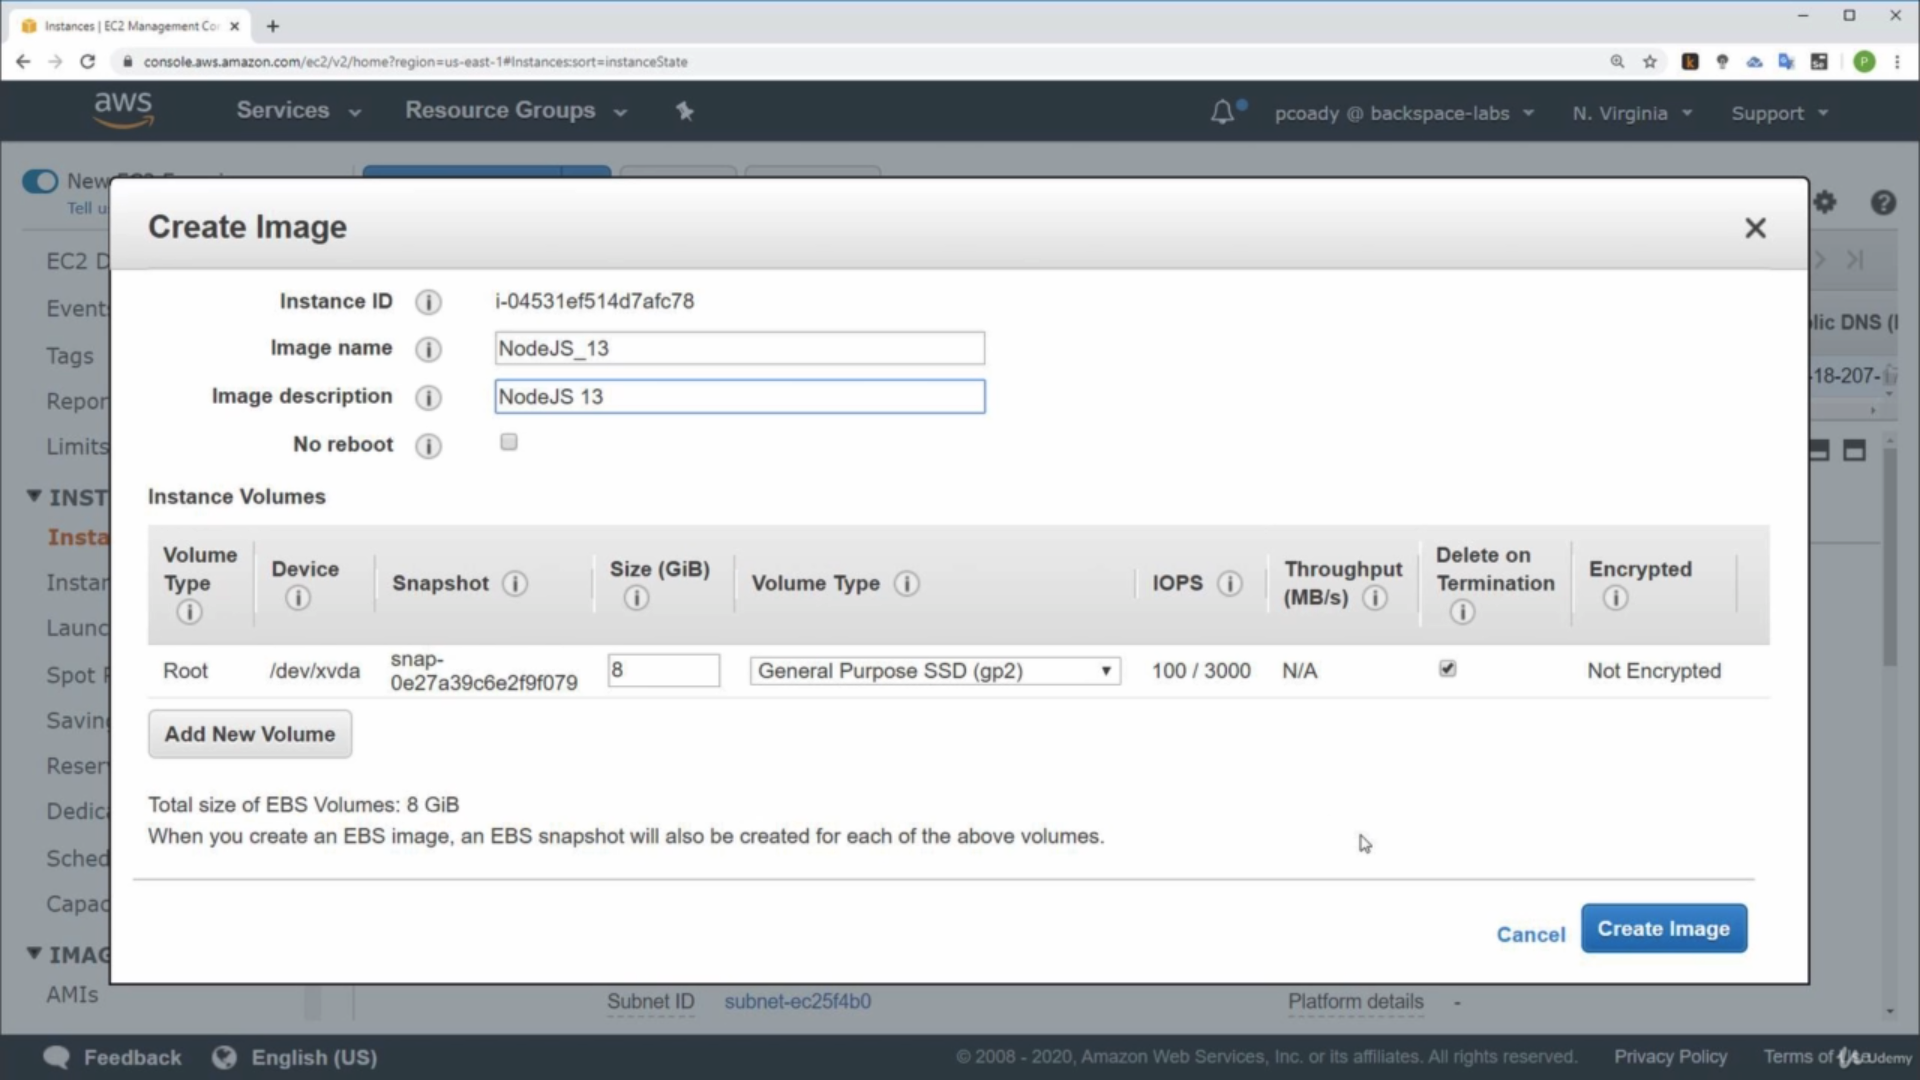 Instances | EC2 Management Co
console.aws.amazon.com/ec2/v2/home?region=us-east-1#Instances:sort=instanceState
aws
Services
Resource Groups
pcoady @ backspace-labs
N. Virginia
Support
New EC2
Tell u
Create Image
EC2 D
Event
Tags
Repor
Limits
INST
Insta
Instan
Launc
Spot R
Saving
Reser
Dedica
Sched
Capac
IMAG
AMIs
Instance ID
i-04531ef514d7afc78
Image name
NodeJS_13
Image description
NodeJS 13
No reboot
blic DNS (I
-18-207-
Instance Volumes
Volume Type
Device
Snapshot
Size (GiB)
Volume Type
IOPS
Throughput (MB/s)
Delete on Termination
Encrypted
Root
/dev/xvda
snap-
0e27a39c6e2f9f079
8
General Purpose SSD (gp2)
100 / 3000
N/A
Not Encrypted
Add New Volume
Total size of EBS Volumes: 8 GiB
When you create an EBS image, an EBS snapshot will also be created for each of the above volumes.
Cancel
Create Image
Subnet ID
subnet-ec25f4b0
Platform details
-
Feedback
English (US)
© 2008 - 2020, Amazon Web Services, Inc. or its affiliates. All rights reserved.
Privacy Policy
Terms of Use
Udemy